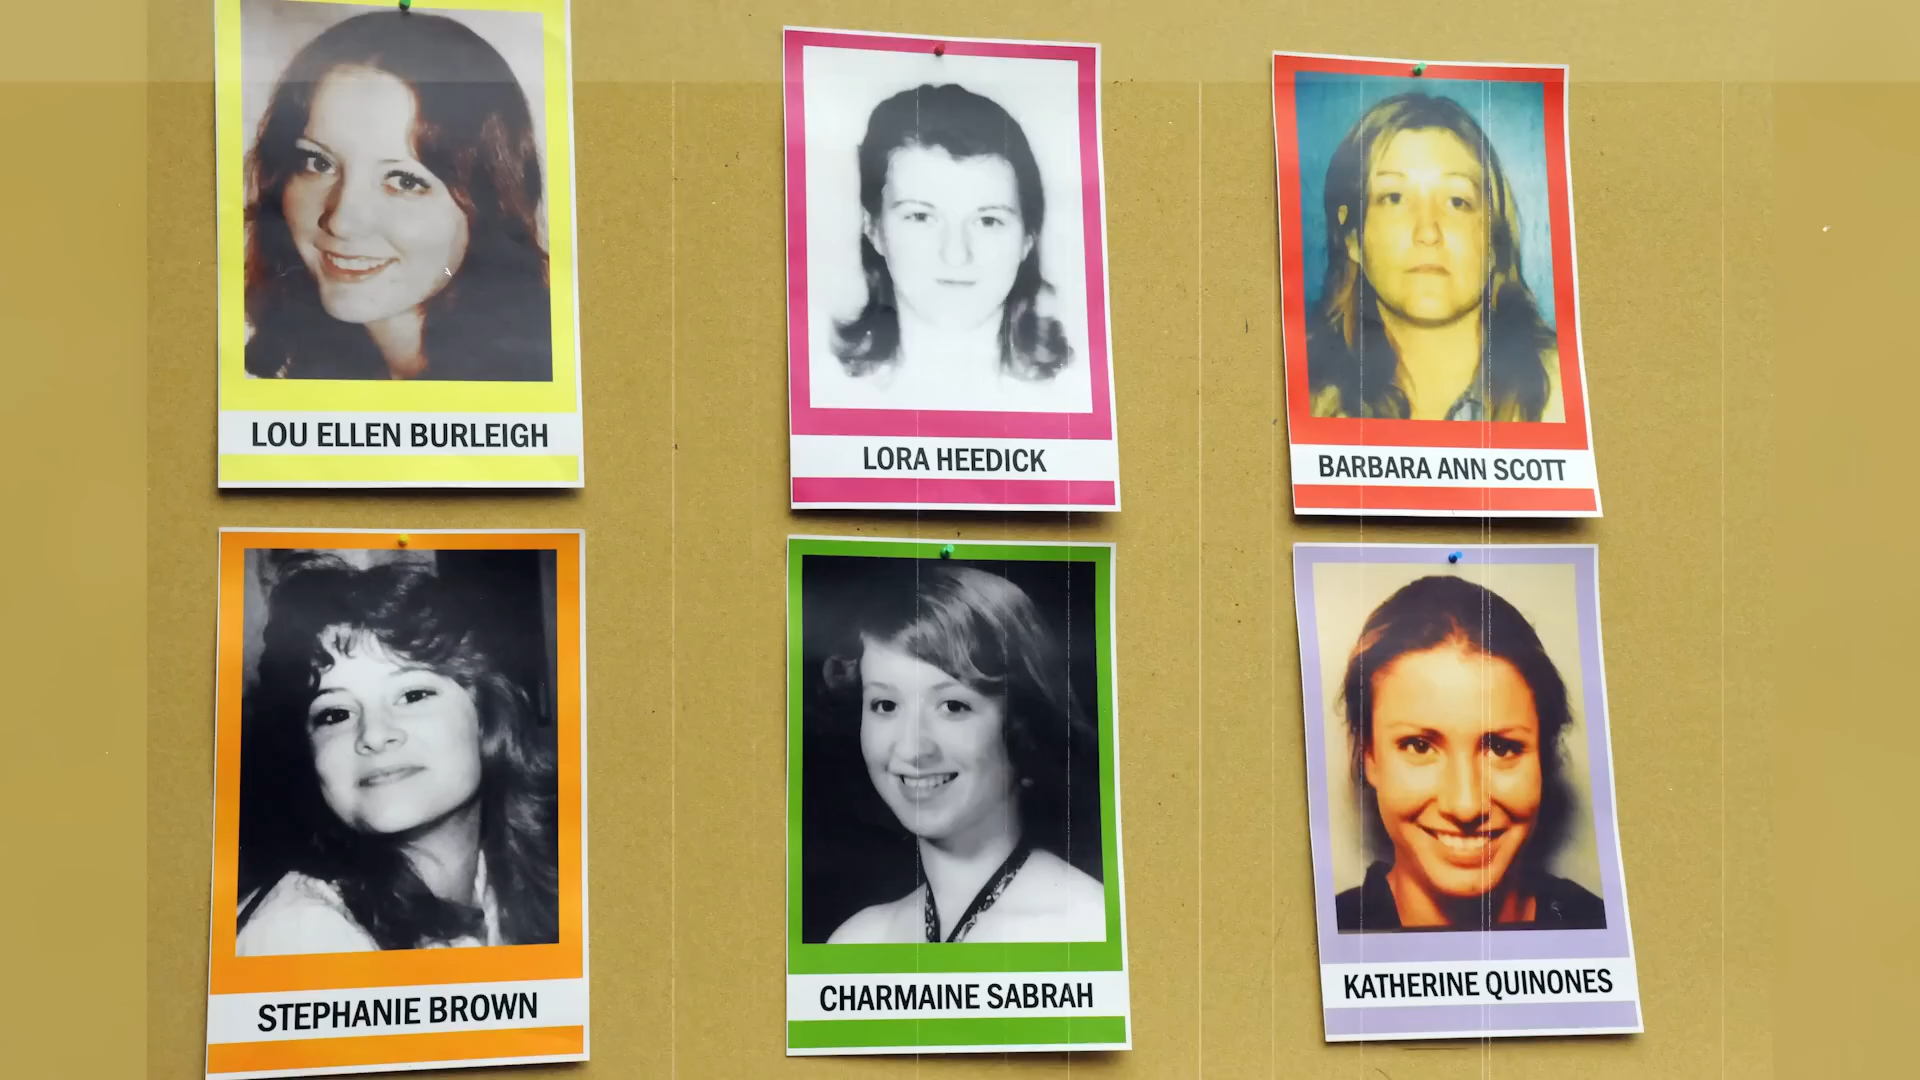 LOU ELLEN BURLEIGH
LORA HEEDICK
BARBARA ANN SCOTT
STEPHANIE BROWN
CHARMAINE SABRAH
KATHERINE QUINONES